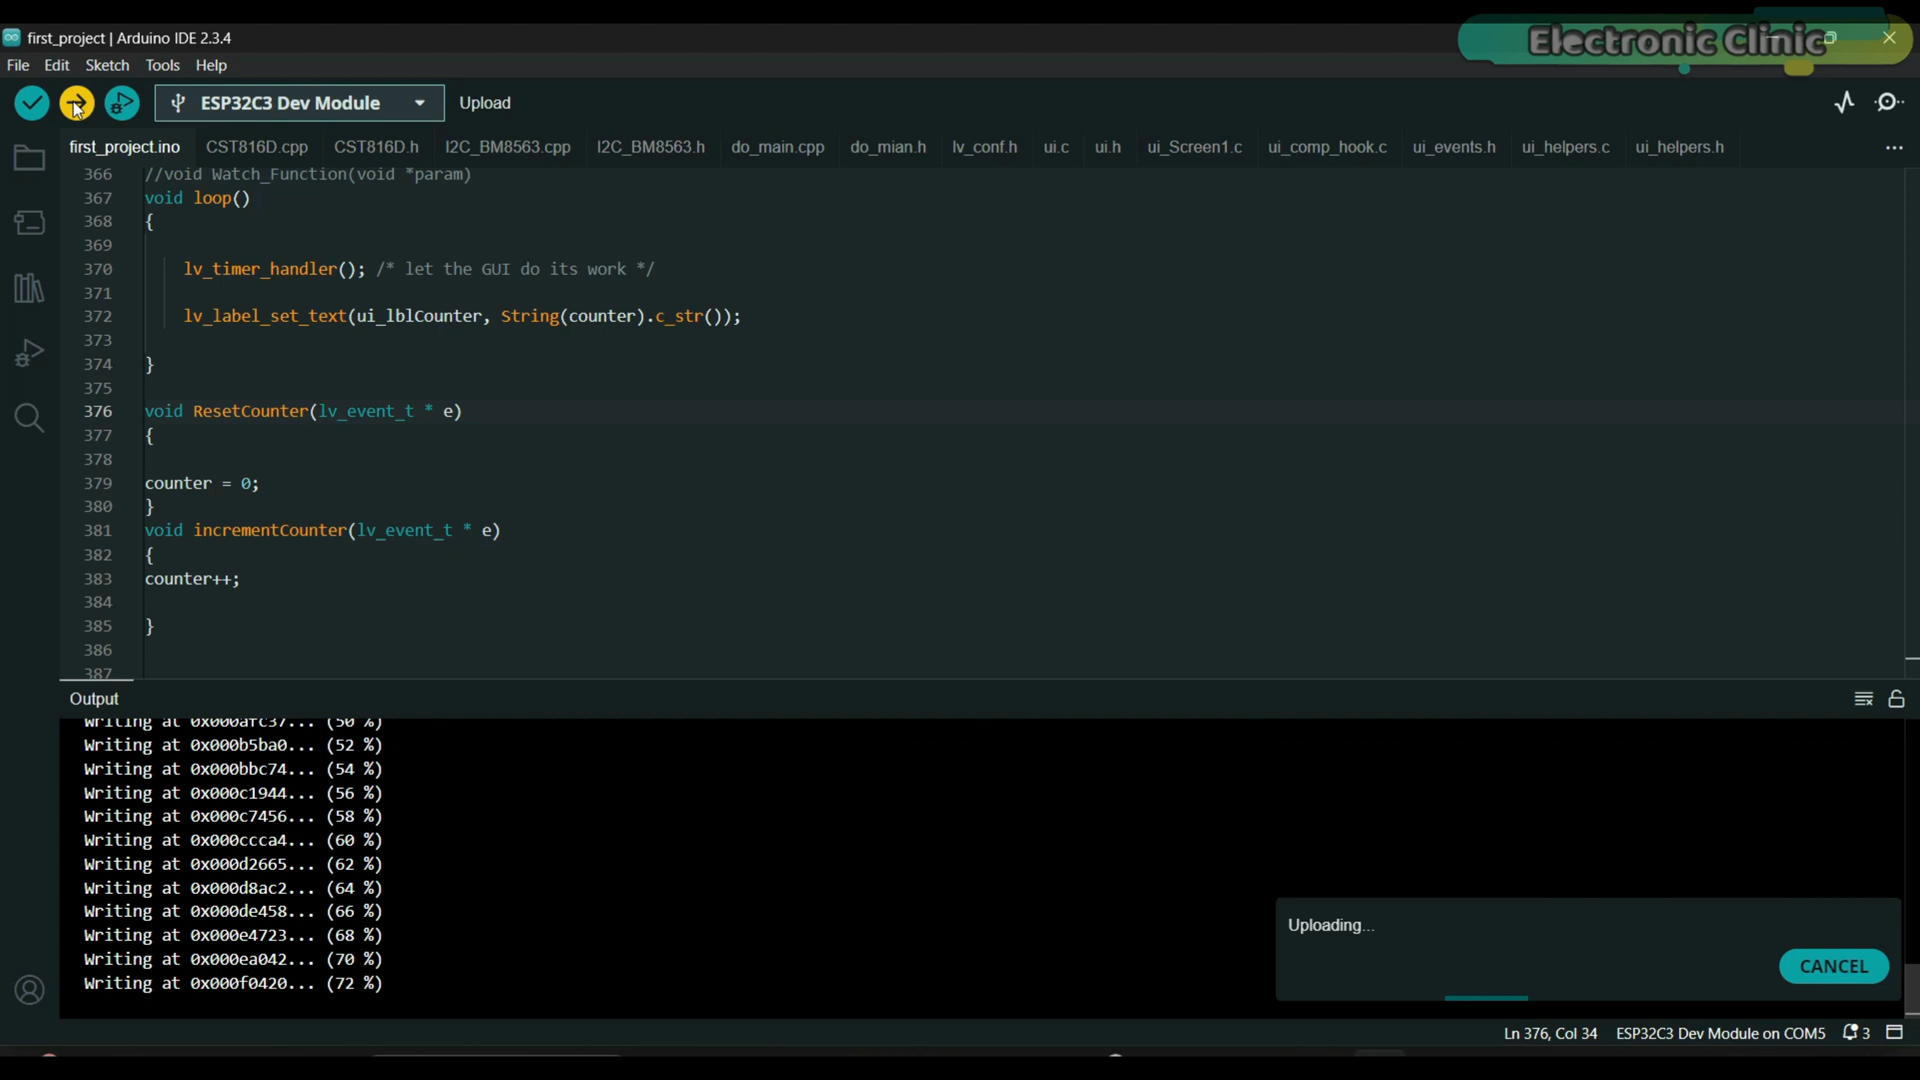 first_project | Arduino IDE 2.3.4
Electronic Clinic
File Edit Sketch Tools Help
ESP32C3 Dev Module
Upload
first_project.ino CST816D.cpp CST816D.h I2C_BM8563.cpp I2C_BM8563.h do_main.cpp do_mian.h lv_conf.h ui.c ui.h ui_Screen1.c ui_comp_hook.c ui_events.h ui_helpers.c ui_helpers.h
366 //void Watch_Function(void *param)
367 void loop()
368 {
369
370 lv_timer_handler(); /* let the GUI do its work */
371
372 lv_label_set_text(ui_lblCounter, String(counter).c_str());
373
374 }
375
376 void ResetCounter(lv_event_t * e)
377 {
378
379 counter = 0;
380 }
381 void incrementCounter(lv_event_t * e)
382 {
383 counter++;
384
385 }
386
387
Output
Writing at 0x000afc37... (50 %)
Writing at 0x000b5ba0... (52 %)
Writing at 0x000bbc74... (54 %)
Writing at 0x000c1944... (56 %)
Writing at 0x000c7456... (58 %)
Writing at 0x000ccca4... (60 %)
Writing at 0x000d2665... (62 %)
Writing at 0x000d8ac2... (64 %)
Writing at 0x000de458... (66 %)
Writing at 0x000e4723... (68 %)
Writing at 0x000ea042... (70 %)
Writing at 0x000f0420... (72 %)
Uploading...
CANCEL
Ln 376, Col 34 ESP32C3 Dev Module on COM5 3